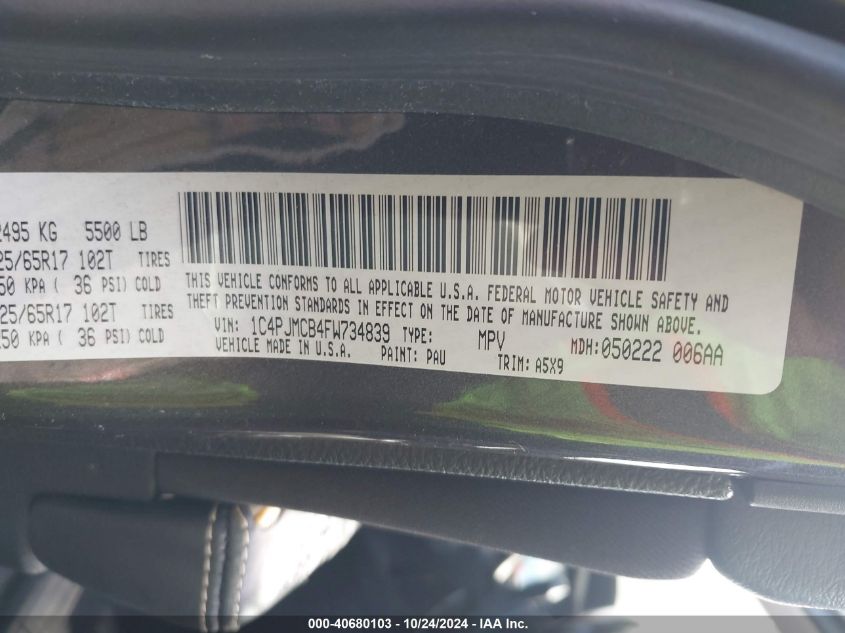 2495 KG 5500 LB
25/65R17 102T TIRES
50 KPA ( 36 PSI) COLD
25/65R17 102T TIRES
250 KPA ( 36 PSI) COLD
THIS VEHICLE CONFORMS TO ALL APPLICABLE U.S.A. FEDERAL MOTOR VEHICLE SAFETY AND
THEFT PREVENTION STANDARDS IN EFFECT ON THE DATE OF MANUFACTURE SHOWN ABOVE.
VIN: 1C4PJMCB4FW734839 TYPE: MPV MDH:050222 006AA
VEHICLE MADE IN U.S.A. PAINT: PAU TRIM: A5X9
000-40680103 - 10/24/2024 - IAA Inc.